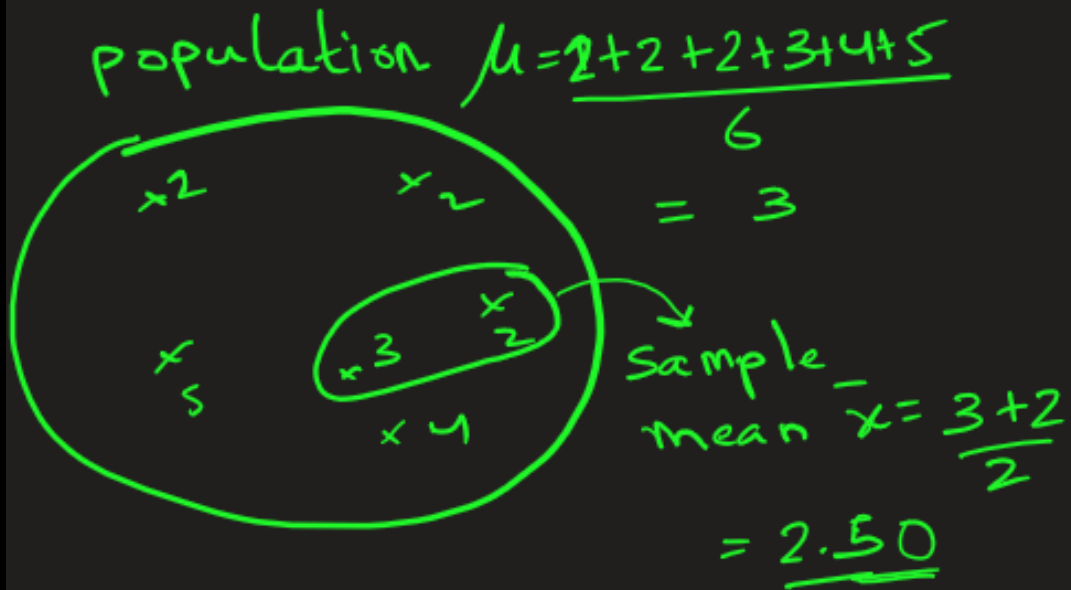 population μ = 2+2+2+3+4+5
6
= 3
x2
x2
x
2
x3
x
5
x4
Sample
mean x̄ = 3+2
2
= 2.50